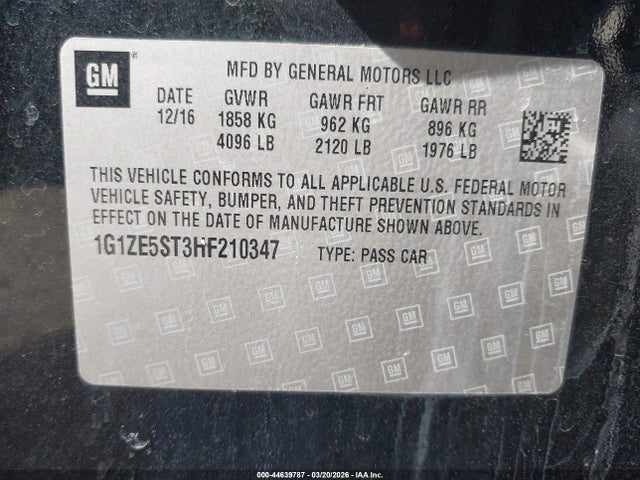 GM
MFD BY GENERAL MOTORS LLC
DATE GVWR GAWR FRT GAWR RR
12/16 1858 KG 962 KG 896 KG
4096 LB 2120 LB 1976 LB
THIS VEHICLE CONFORMS TO ALL APPLICABLE U.S. FEDERAL MOTOR
VEHICLE SAFETY, BUMPER, AND THEFT PREVENTION STANDARDS IN
EFFECT ON THE DATE OF MANUFACTURE SHOWN ABOVE.
1G1ZE5ST3HF210347 TYPE: PASS CAR
000-44639787 - 03/20/2026 - IAA Inc.